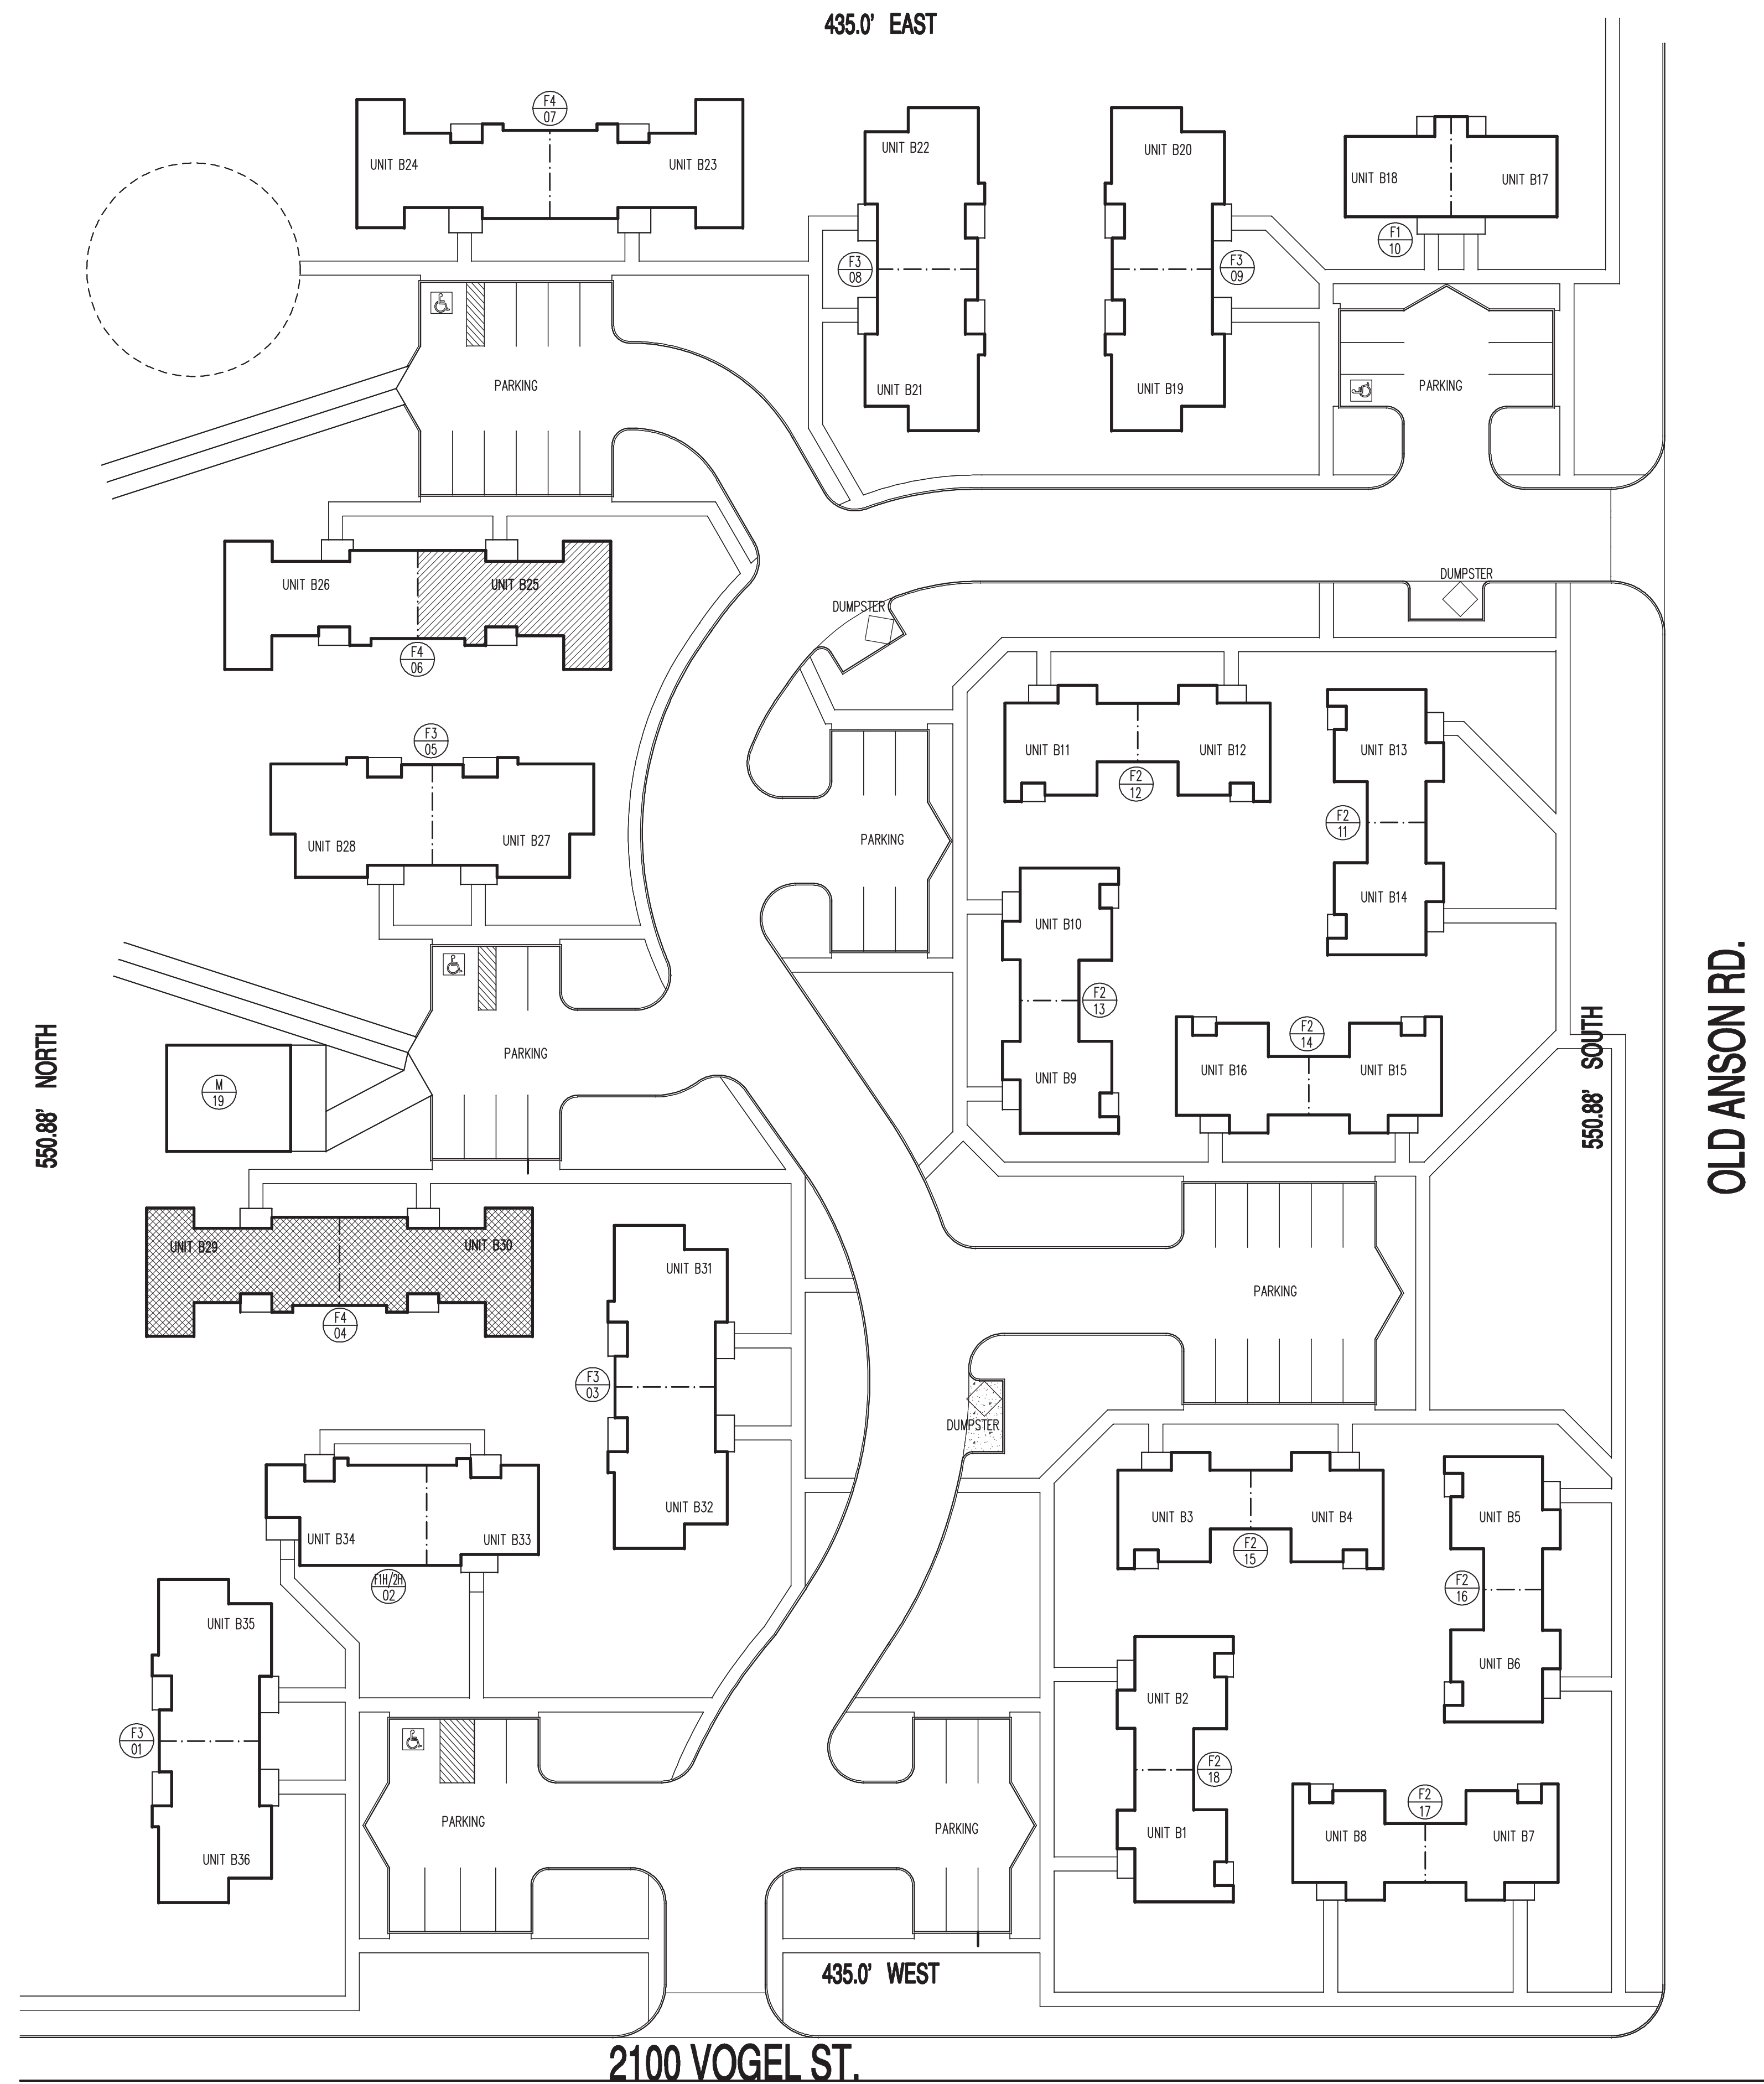 435.0' EAST
F4
07
UNIT B24
UNIT B23
UNIT B22
UNIT B20
UNIT B18
UNIT B17
F1
10
F3
08
F3
09
UNIT B21
UNIT B19
PARKING
PARKING
UNIT B26
UNIT B25
F4
06
DUMPSTER
DUMPSTER
F3
05
UNIT B28
UNIT B27
PARKING
UNIT B11
UNIT B12
F2
12
UNIT B13
F2
11
UNIT B14
UNIT B10
F2
13
UNIT B9
F2
14
UNIT B16
UNIT B15
PARKING
M
19
550.88' NORTH
550.88' SOUTH
OLD ANSON RD.
UNIT B29
UNIT B30
F4
04
UNIT B31
F3
03
UNIT B32
PARKING
DUMPSTER
UNIT B34
UNIT B33
F1H/2H
02
UNIT B3
UNIT B4
F2
15
UNIT B5
F2
16
UNIT B6
UNIT B35
F3
01
UNIT B36
PARKING
PARKING
UNIT B2
F2
18
UNIT B1
F2
17
UNIT B8
UNIT B7
435.0' WEST
2100 VOGEL ST.